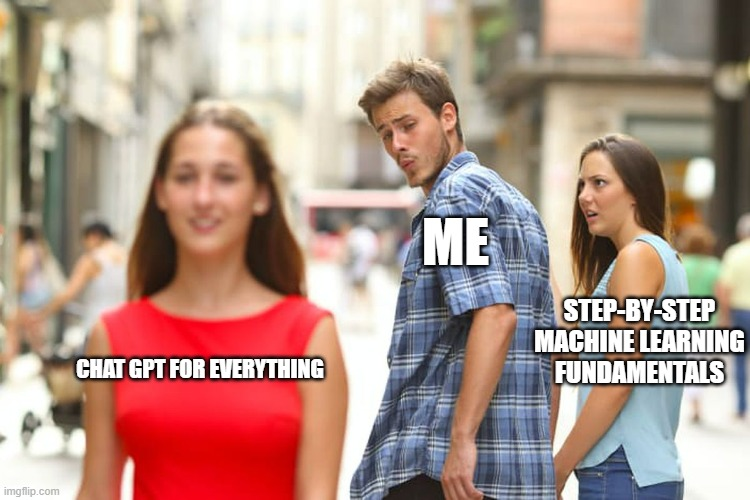 ME
STEP-BY-STEP
MACHINE LEARNING
FUNDAMENTALS
CHAT GPT FOR EVERYTHING
imgflip.com